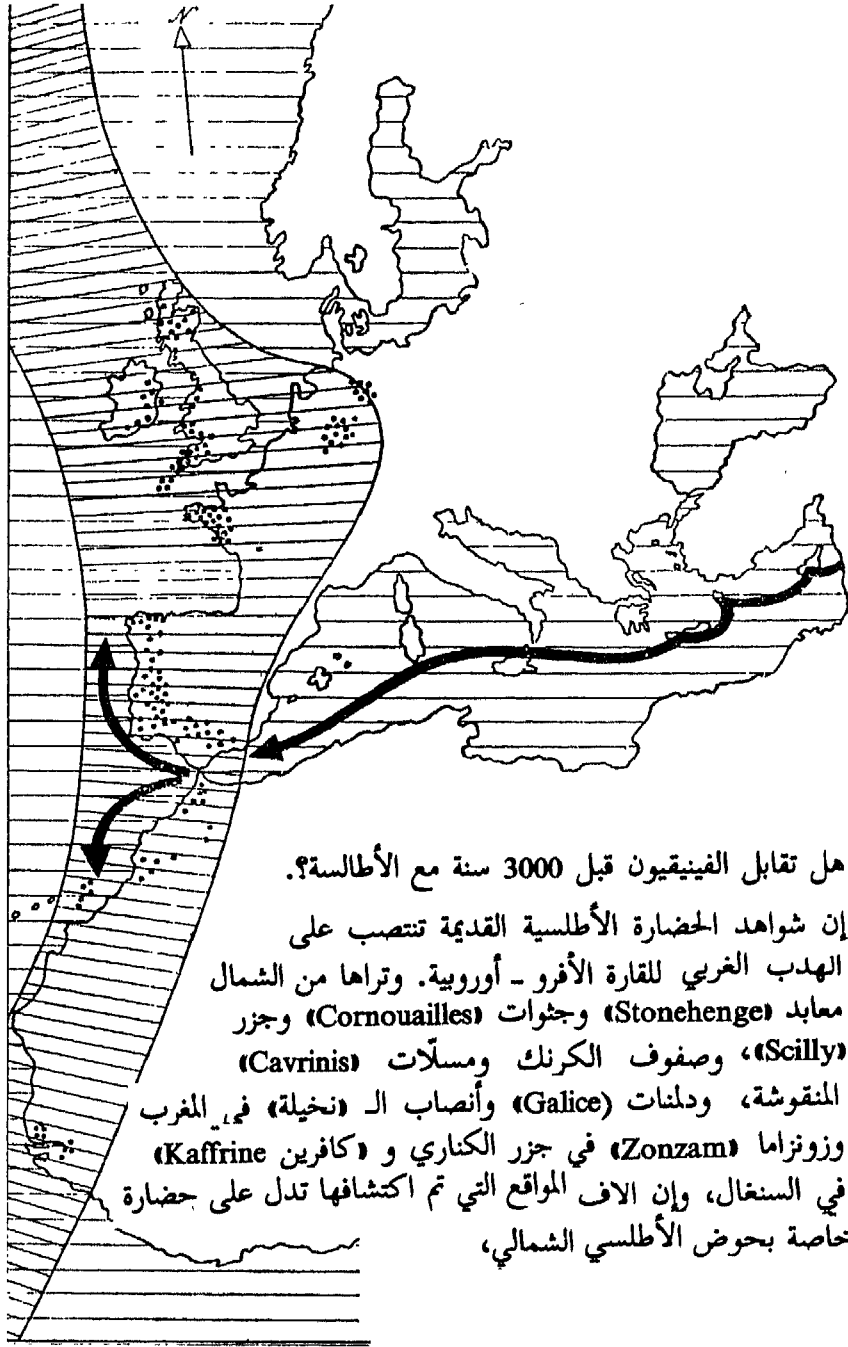 N
هل تقابل الفينيقيون قبل 3000 سنة مع الأطالسة؟.
إن شواهد الحضارة الأطلسية القديمة تنتصب على
الهدب الغربي للقارة الأفرو ـ أوروبية. وتراها من الشمال
معابد «Stonehenge» وجثوات «Cornouailles» وجزر
«Scilly»، وصفوف الكرنك ومسلّات «Cavrinis»
المنقوشة، ودلمنات (Galice» وأنصاب الـ «نخيلة» في المغرب
وزونزاما «Zonzam» في جزر الكناري و «كافرين Kaffrine»
في السنغال، وإن الاف المواقع التي تم اكتشافها تدل على حضارة
خاصة بحوض الأطلسي الشمالي،